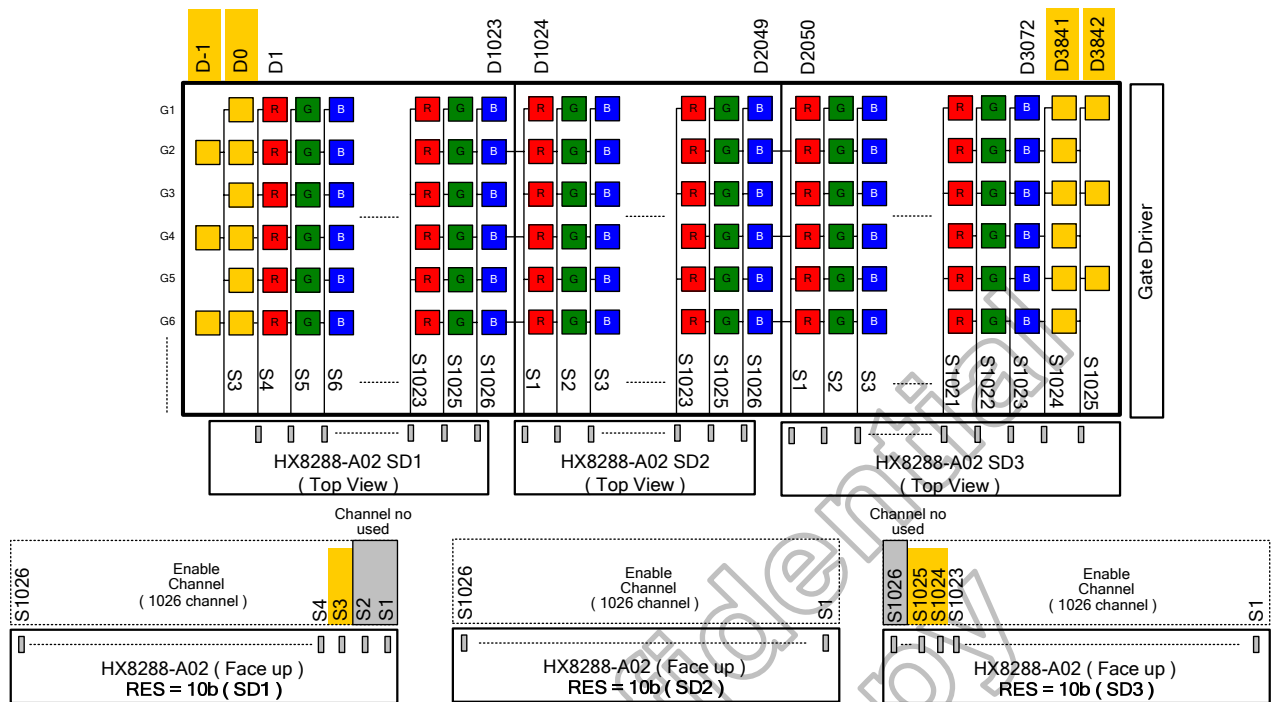 D-1 D0 D1 D1023 D1024 D2049 D2050 D3072 D3841 D3842
G1 R G B R G B R G B R G B R G B R G B
G2 R G B R G B R G B R G B R G B R G B
G3 R G B R G B R G B R G B R G B R G B
G4 R G B R G B R G B R G B R G B R G B
G5 R G B R G B R G B R G B R G B R G B
G6 R G B R G B R G B R G B R G B R G B
Gate Driver
S3 S4 S5 S6 S1023 S1025 S1026 S1 S2 S3 S1023 S1025 S1026 S1 S2 S3 S1021 S1022 S1023 S1024 S1025
HX8288-A02 SD1
( Top View )
HX8288-A02 SD2
( Top View )
HX8288-A02 SD3
( Top View )
Channel no
used
S1026
Enable
Channel
( 1026 channel )
S4 S3 S2 S1
HX8288-A02 ( Face up )
RES = 10b ( SD1 )
S1026
Enable
Channel
( 1026 channel )
S1
HX8288-A02 ( Face up )
RES = 10b ( SD2 )
Channel no
used
S1026 S1025 S1024 S1023
Enable
Channel
( 1026 channel )
S1
HX8288-A02 ( Face up )
RES = 10b ( SD3 )